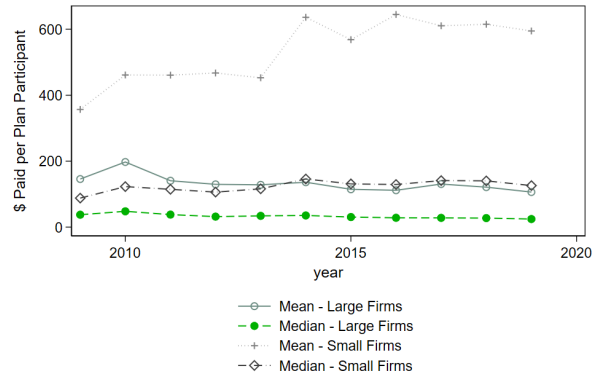 $ Paid per Plan Participant
600
400
200
0
2010
2015
2020
year
Mean - Large Firms
Median - Large Firms
Mean - Small Firms
Median - Small Firms